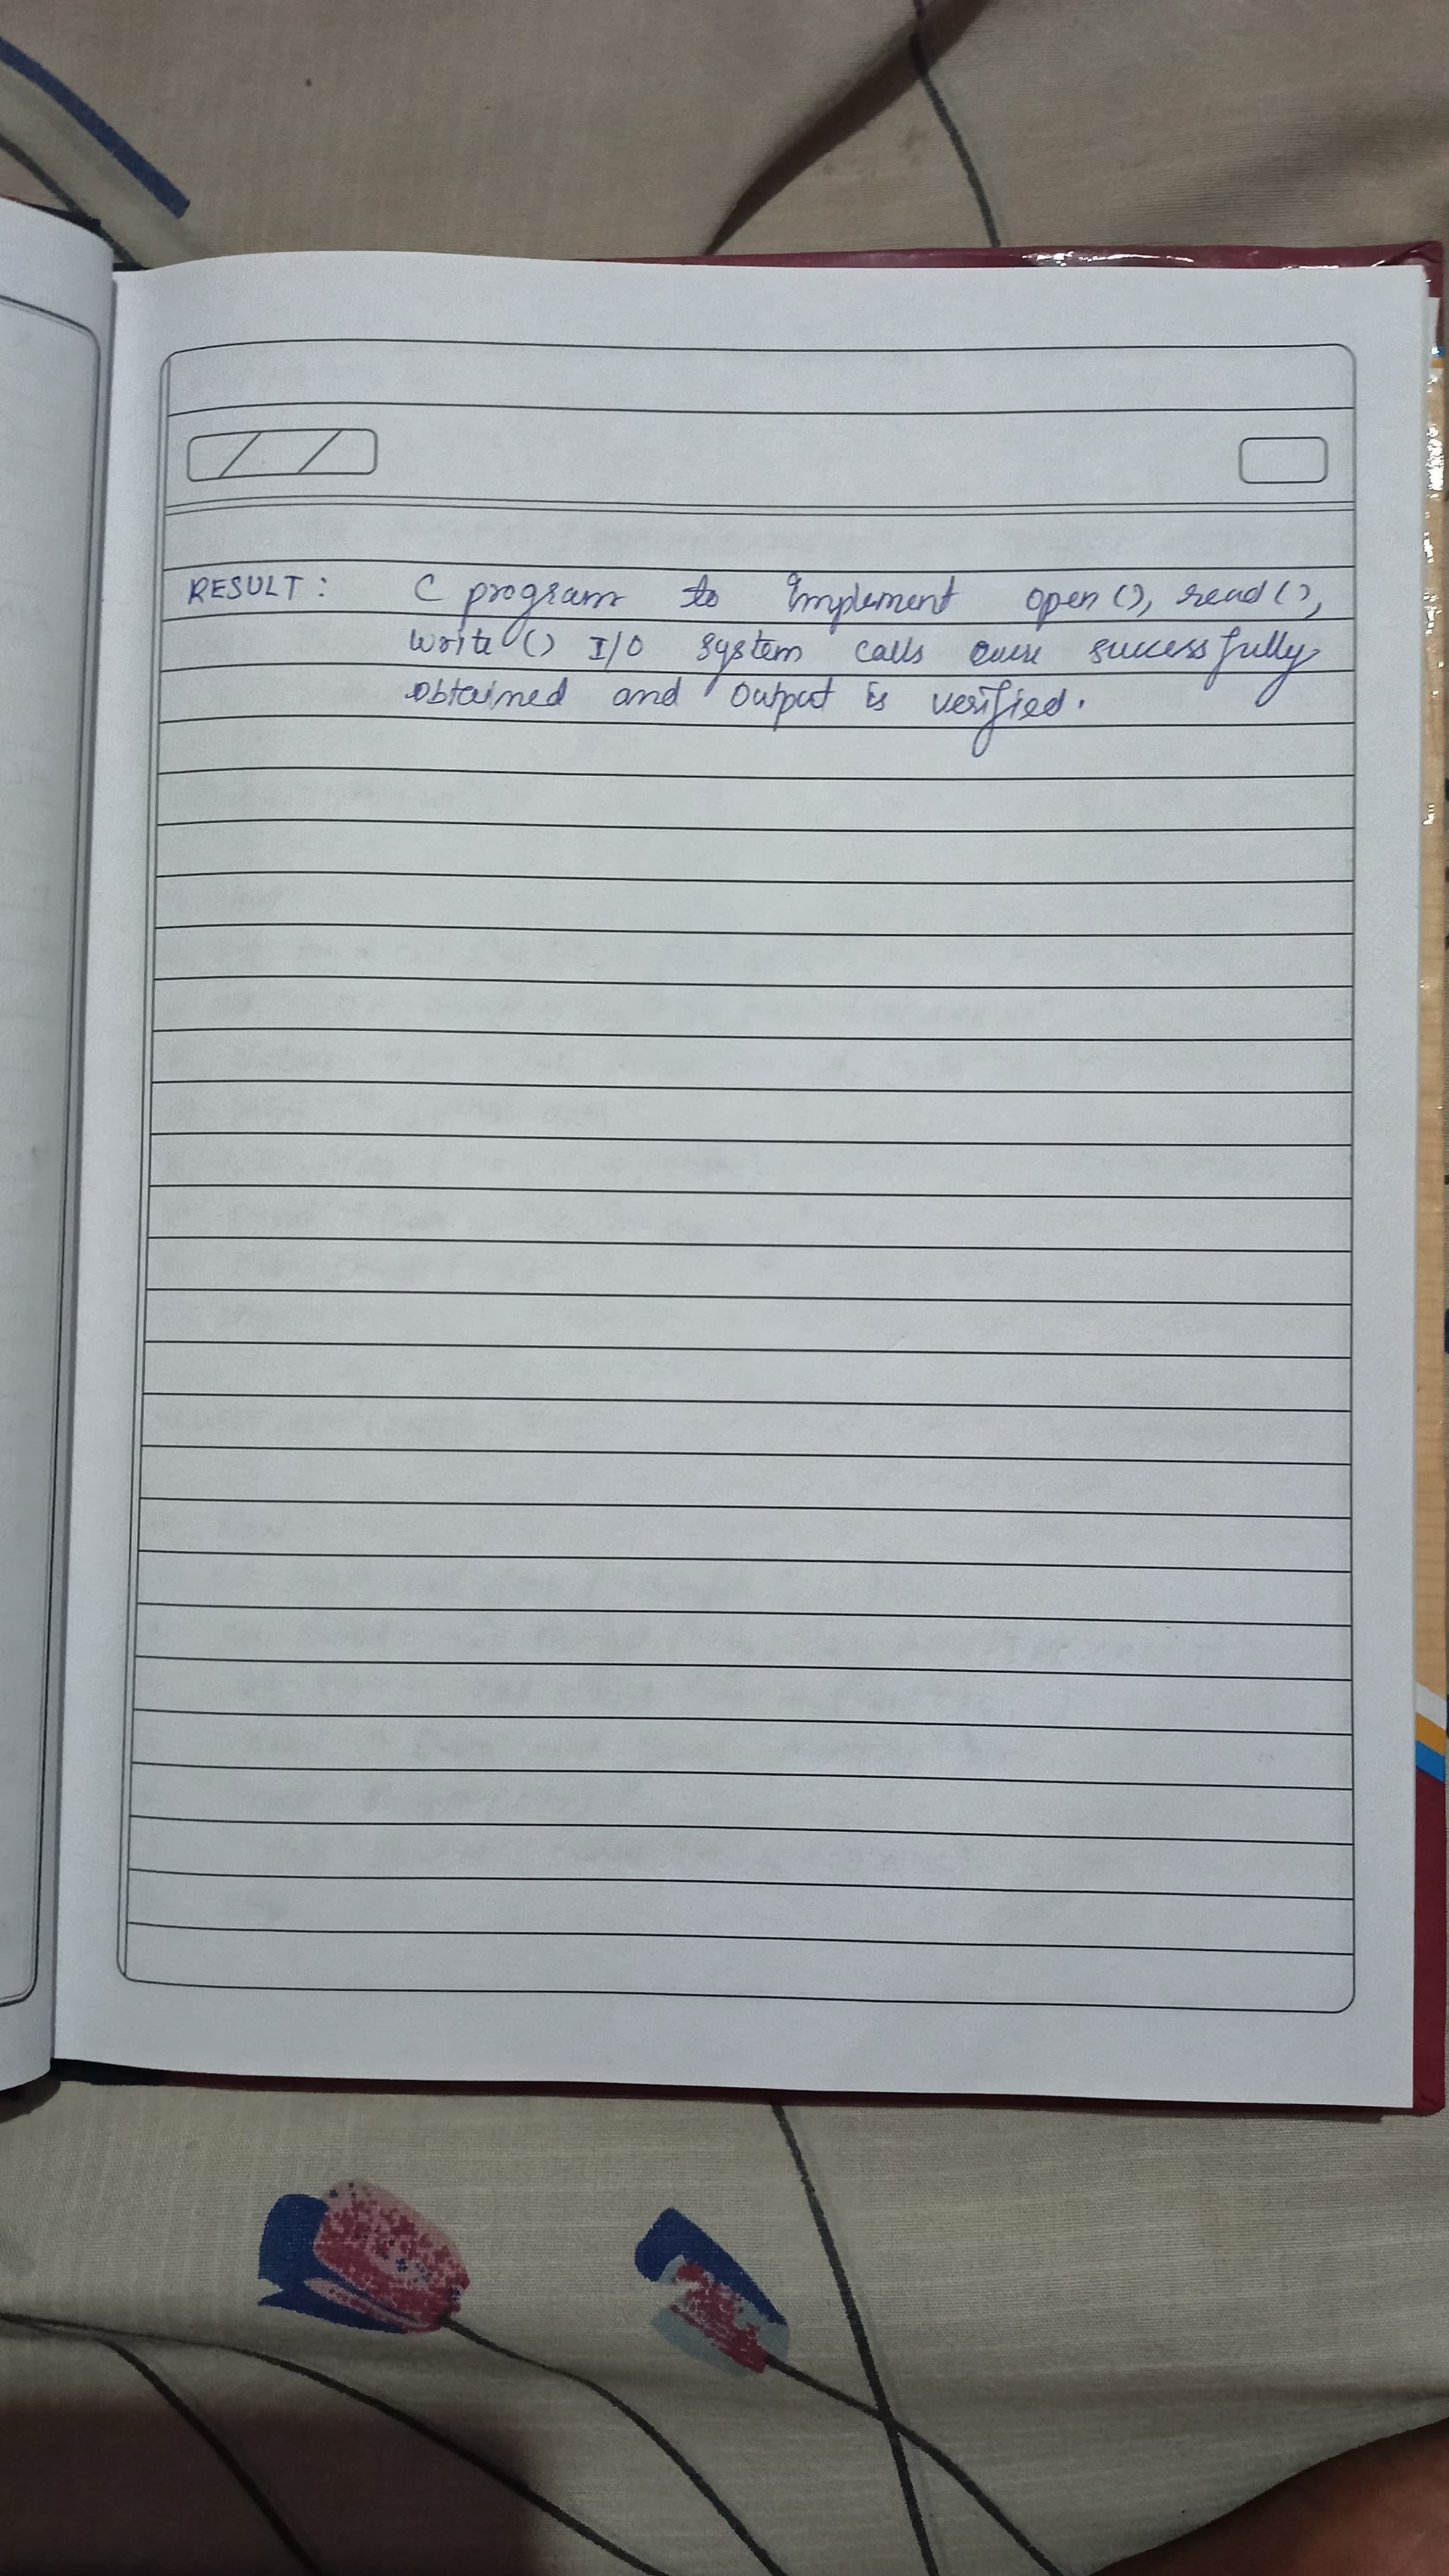 RESULT: C program to Implement open(), read(),
write() I/O system calls were successfully
obtained and output is verified.